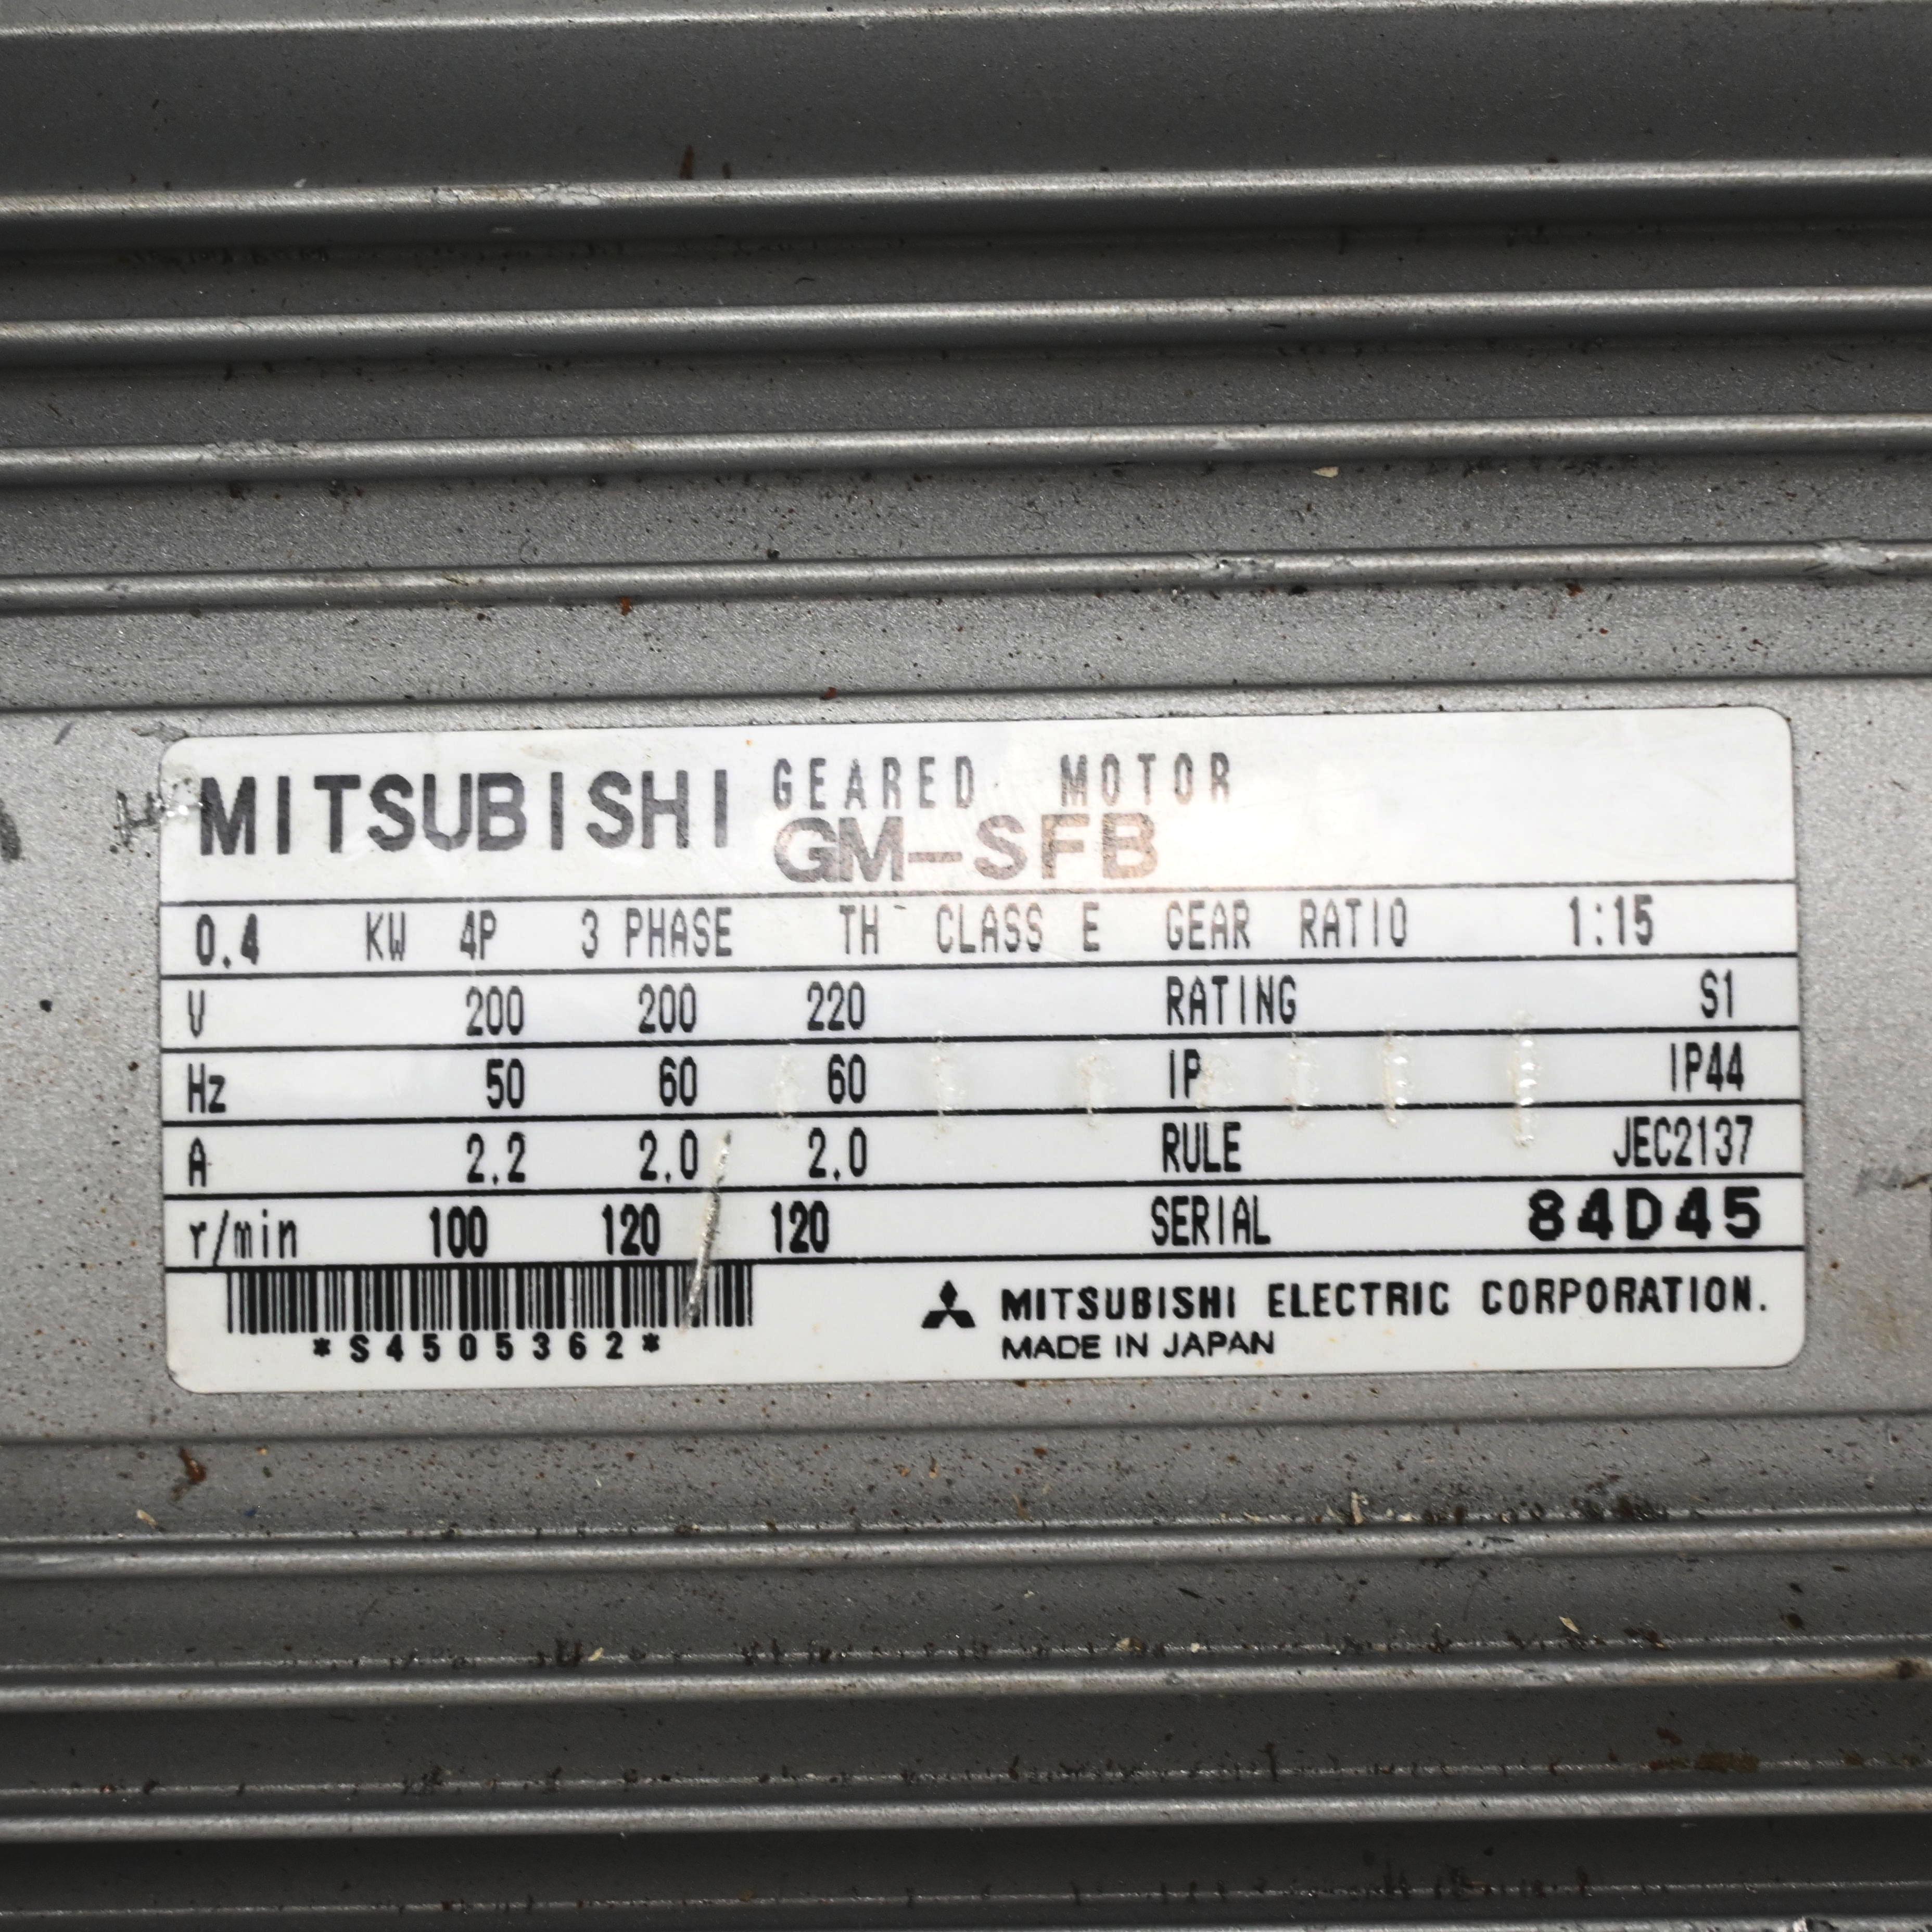 MITSUBISHI GEARED MOTOR
GM-SFB
0.4 KW 4P 3 PHASE TH CLASS E GEAR RATIO 1:15
V 200 200 220 RATING S1
Hz 50 60 60 IP IP44
A 2.2 2.0 2.0 RULE JEC2137
r/min 100 120 120 SERIAL 84D45
*S4505362*
MITSUBISHI ELECTRIC CORPORATION.
MADE IN JAPAN